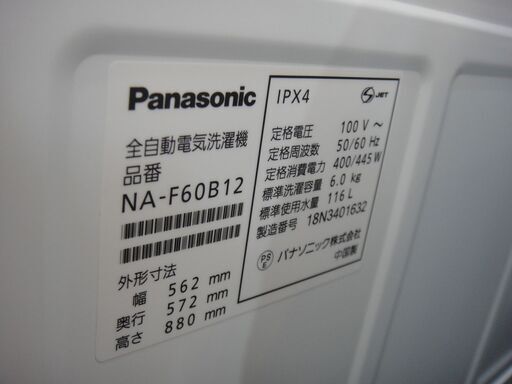 Panasonic
全自動電気洗濯機
品番
NA-F60B12
外形寸法
幅 562 mm
奥行 572 mm
高さ 880 mm
IPX4
S JET
定格電圧 100 V ～
定格周波数 50/60 Hz
定格消費電力 400/445 W
標準洗濯容量 6.0 kg
標準使用水量 116 L
製造番号 18N3401632
PS
E
パナソニック株式会社
中国製